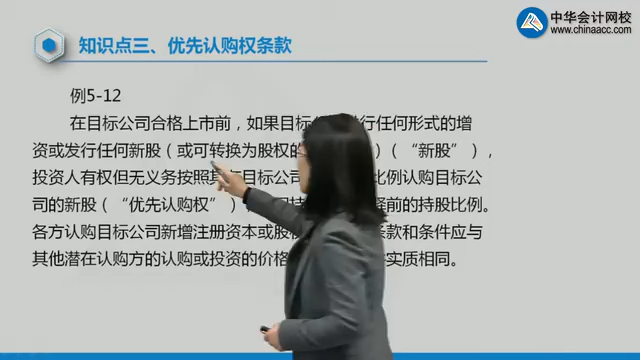 中华会计网校
www.chinaacc.com
知识点三、优先认购权条款
例5-12
在目标公司合格上市前，如果目标 行任何形式的增
资或发行任何新股（或可转换为股权的 ）（“新股”），
投资人有权但无义务按照其 目标公司 比例认购目标公
司的新股（“优先认购权”） 前的持股比例。
各方认购目标公司新增注册资本或股 条款和条件应与
其他潜在认购方的认购或投资的价格 实质相同。